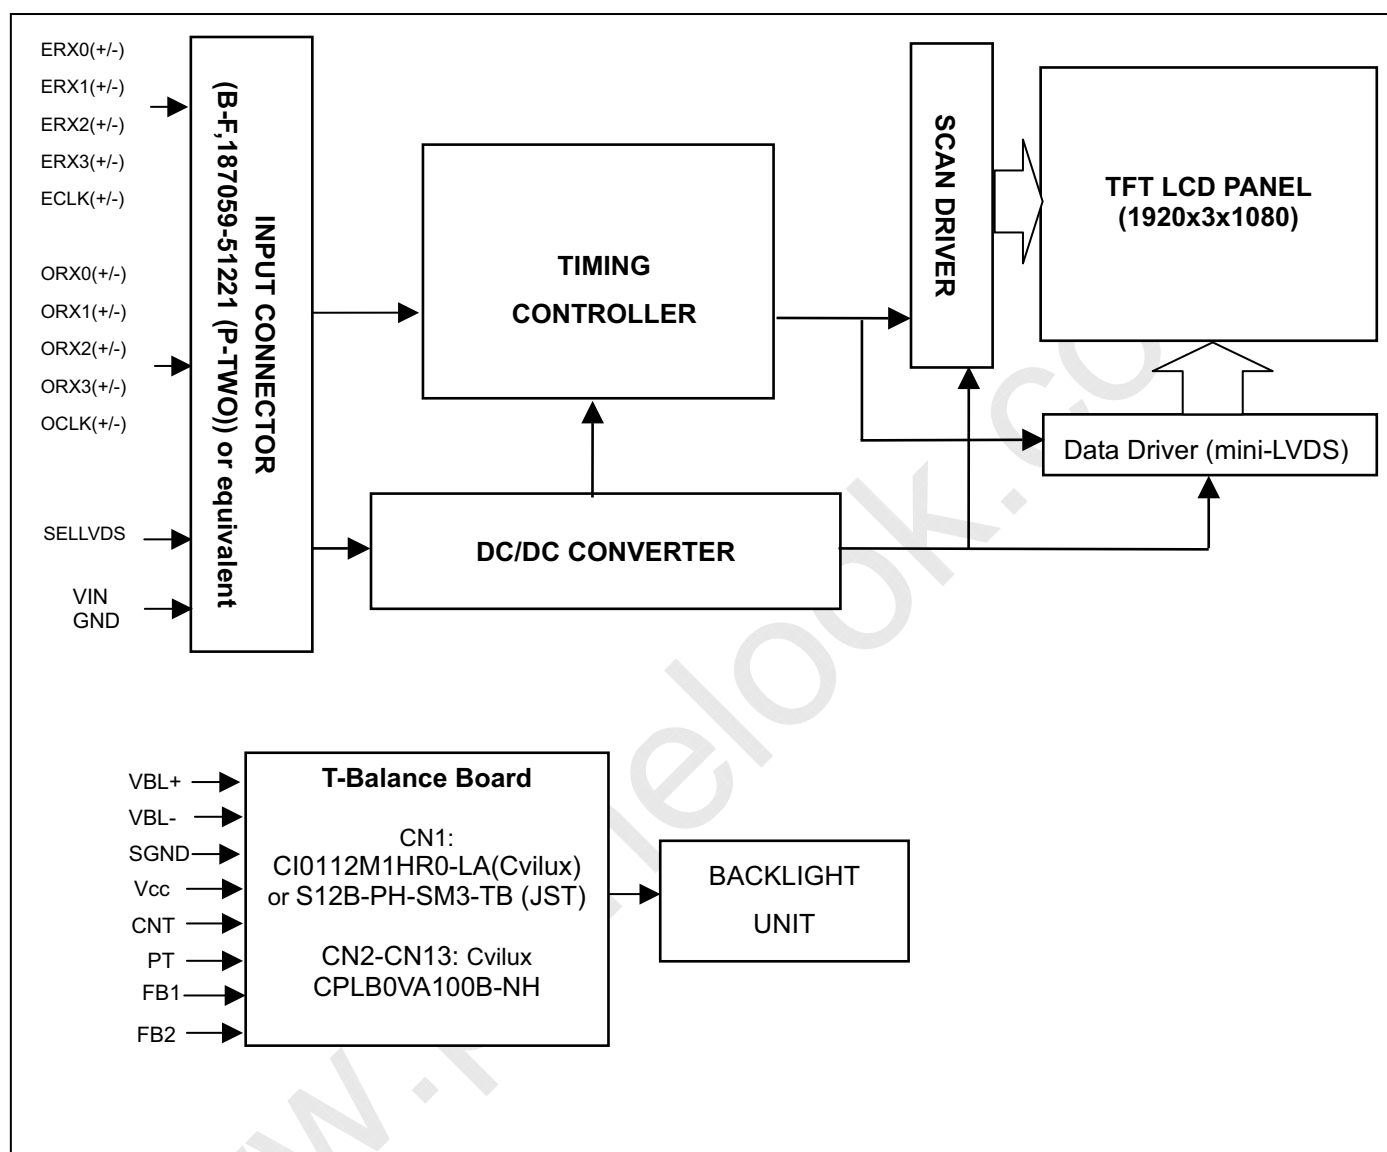 ERX0(+/-)
ERX1(+/-)
ERX2(+/-)
ERX3(+/-)
ECLK(+/-)
ORX0(+/-)
ORX1(+/-)
ORX2(+/-)
ORX3(+/-)
OCLK(+/-)
SELLVDS
VIN
GND
INPUT CONNECTOR
(B-F,187059-51221 (P-TWO)) or equivalent
TIMING
CONTROLLER
DC/DC CONVERTER
SCAN DRIVER
TFT LCD PANEL
(1920x3x1080)
Data Driver (mini-LVDS)
VBL+
VBL-
SGND
Vcc
CNT
PT
FB1
FB2
T-Balance Board
CN1:
CI0112M1HR0-LA(Cvilux)
or S12B-PH-SM3-TB (JST)
CN2-CN13: Cvilux
CPLB0VA100B-NH
BACKLIGHT
UNIT